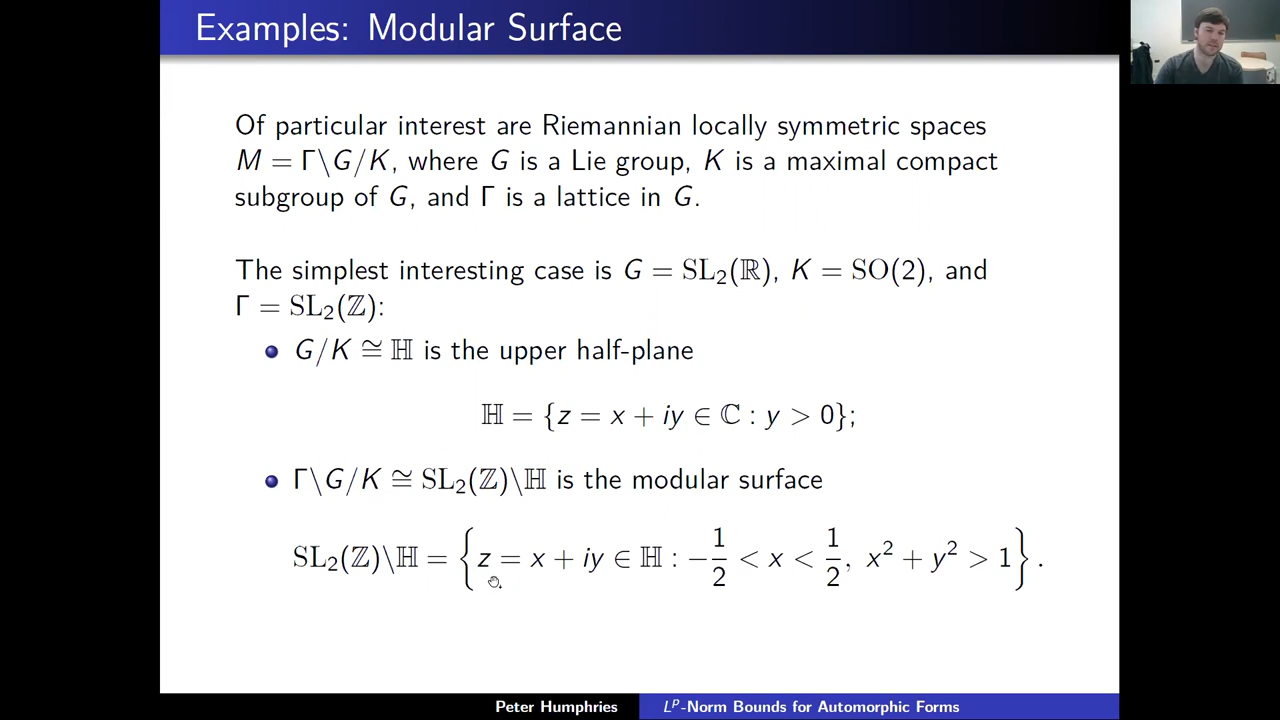 Examples: Modular Surface
Of particular interest are Riemannian locally symmetric spaces
M = Γ\G/K, where G is a Lie group, K is a maximal compact
subgroup of G, and Γ is a lattice in G.
The simplest interesting case is G = SL₂(ℝ), K = SO(2), and
Γ = SL₂(ℤ):
G/K ≅ ℍ is the upper half-plane
ℍ = {z = x + iy ∈ ℂ : y > 0};
Γ\G/K ≅ SL₂(ℤ)\ℍ is the modular surface
SL₂(ℤ)\ℍ = {z = x + iy ∈ ℍ : −1/2 < x < 1/2, x² + y² > 1}.
Peter Humphries
Lᵖ-Norm Bounds for Automorphic Forms